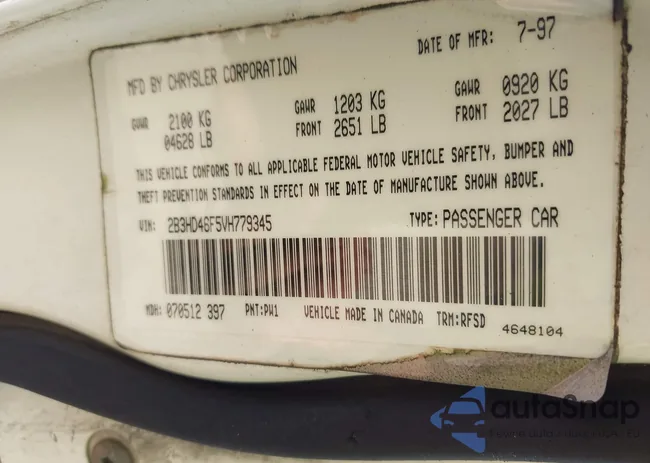 DATE OF MFR: 7-97
MFD BY CHRYSLER CORPORATION
GVWR 2100 KG GAWR 1203 KG GAWR 0920 KG
04628 LB FRONT 2651 LB FRONT 2027 LB
THIS VEHICLE CONFORMS TO ALL APPLICABLE FEDERAL MOTOR VEHICLE SAFETY, BUMPER AND
THEFT PREVENTION STANDARDS IN EFFECT ON THE DATE OF MANUFACTURE SHOWN ABOVE.
VIN: 2B3HD46F5VH779345 TYPE: PASSENGER CAR
MDH: 070512 397 PNT:PW1 VEHICLE MADE IN CANADA TRM:RFSD
4648104
autoSnap